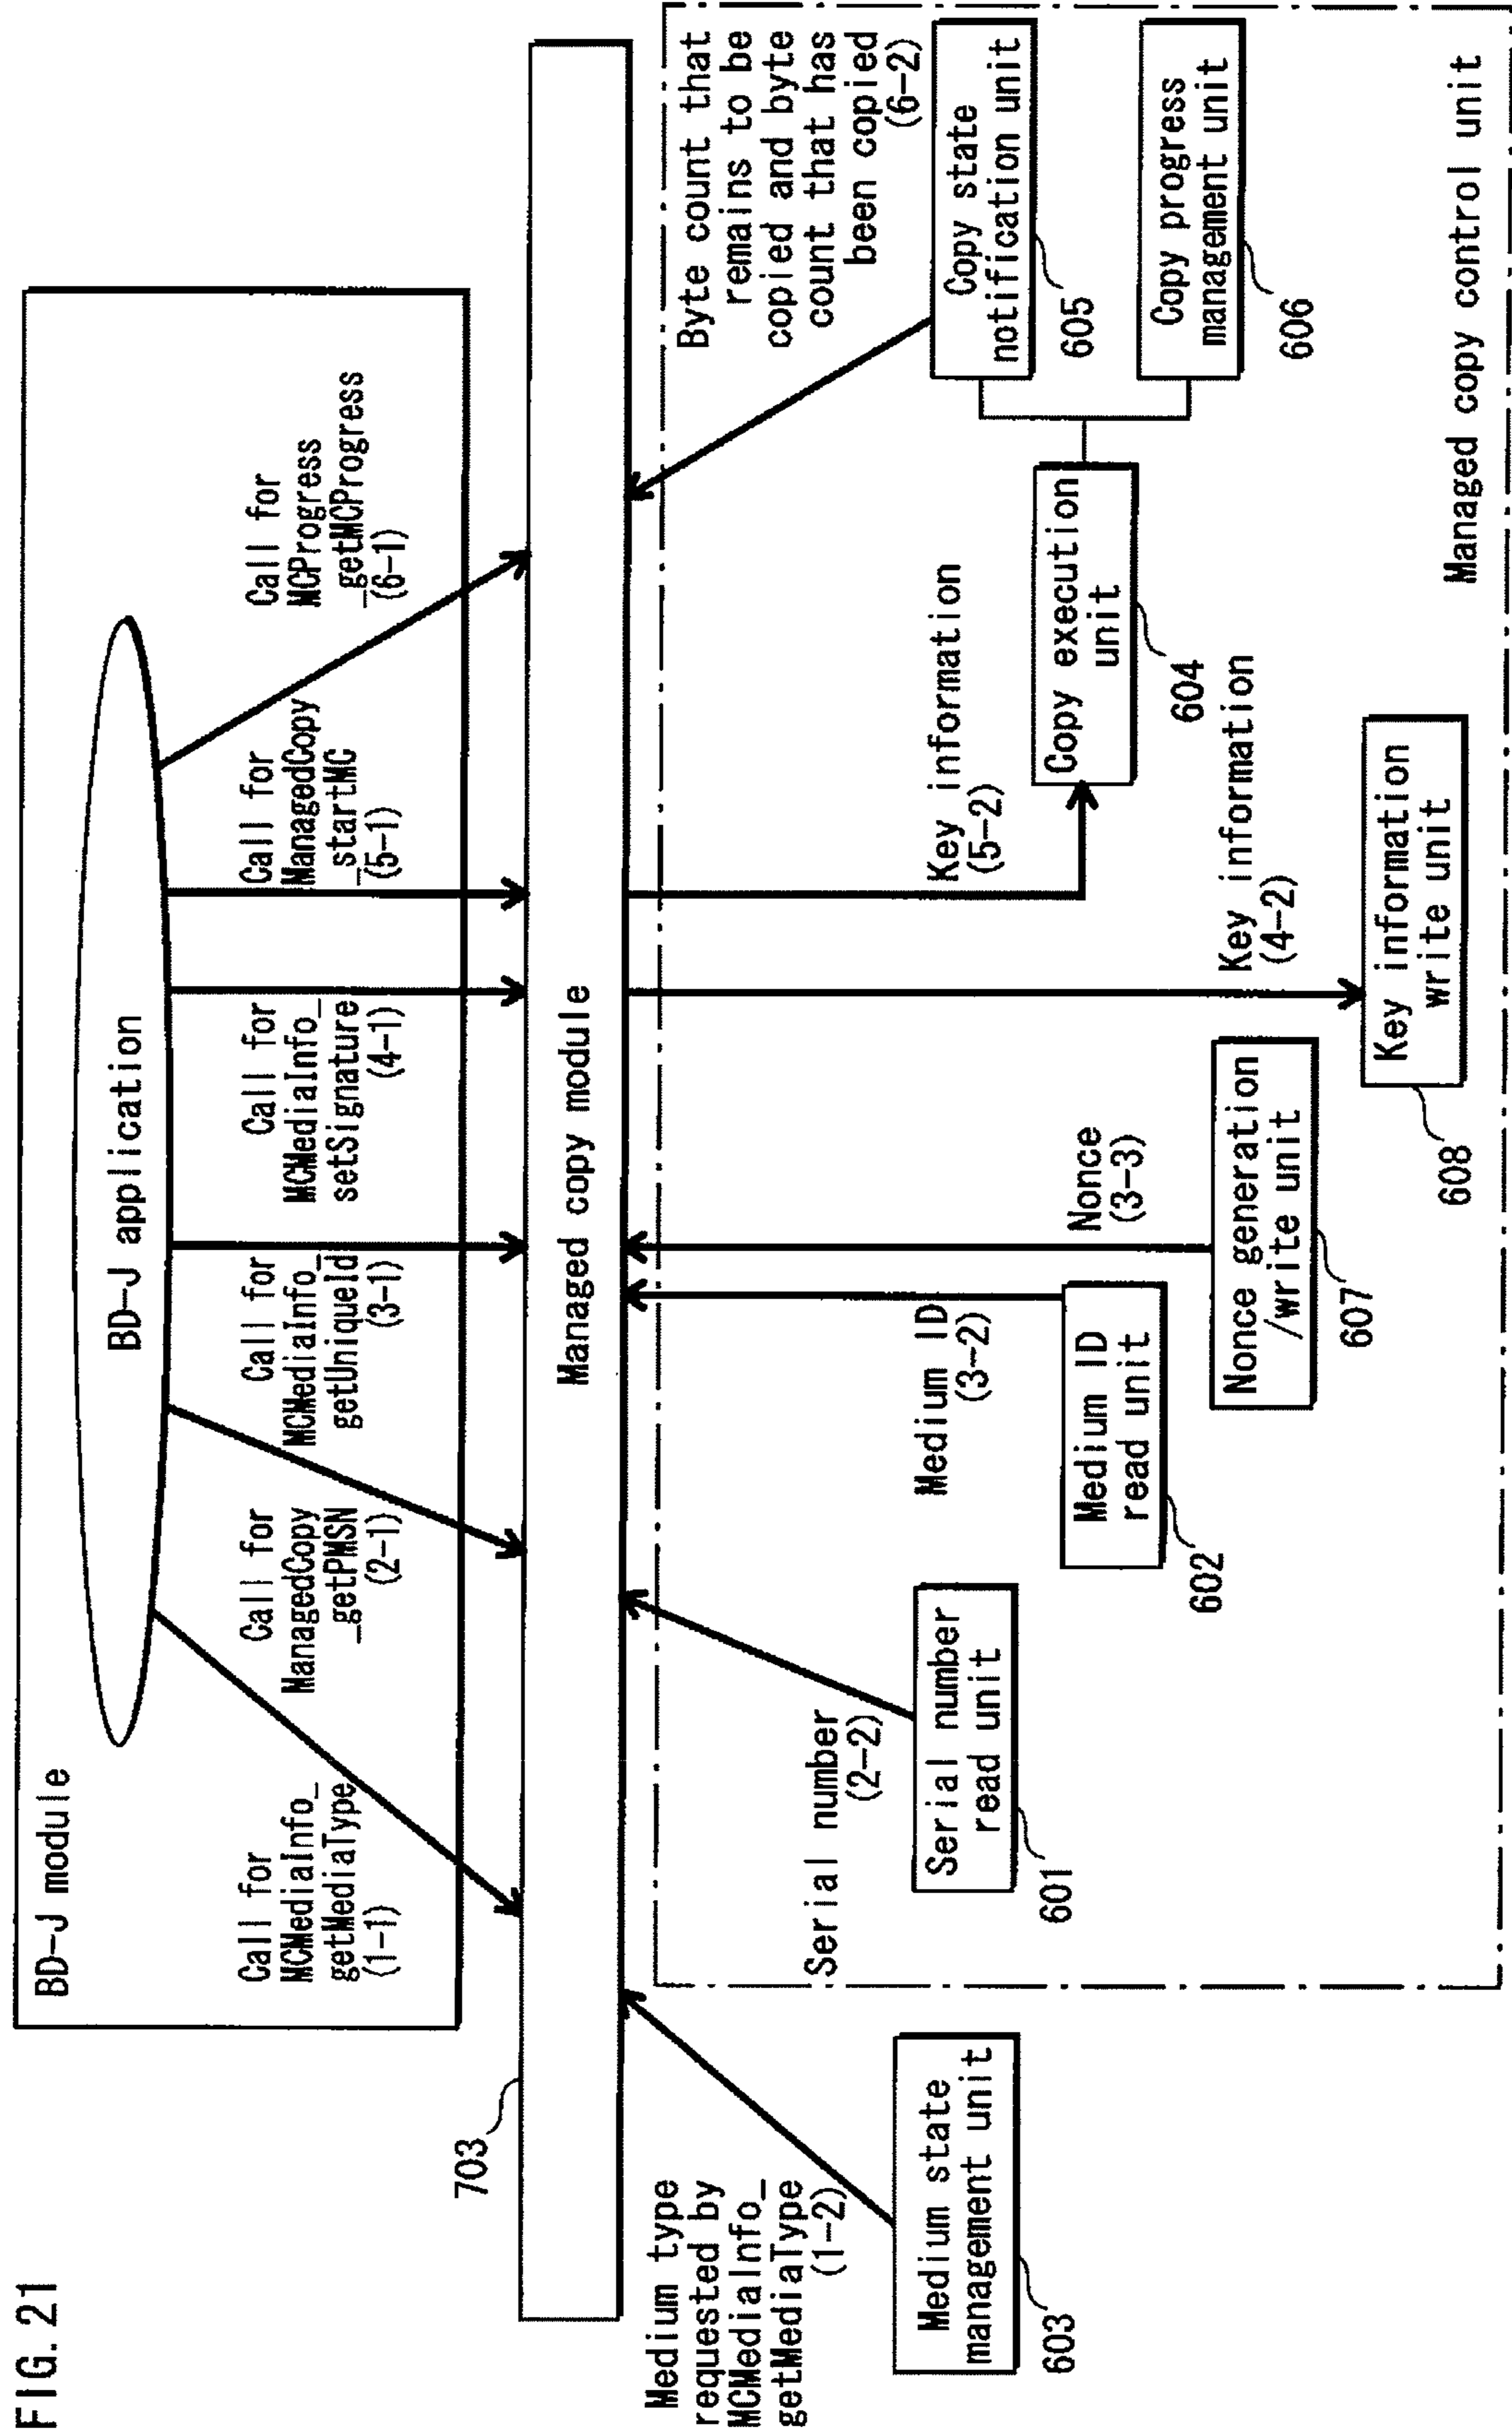 FIG. 21
BD-J module
BD-J application
Call for
MCMediaInfo_
getMediaType
(1-1)
Call for
ManagedCopy
_getPMSN
(2-1)
Call for
MCMediaInfo_
getUniqueId
(3-1)
Call for
MCMediaInfo_
setSignature
(4-1)
Call for
ManagedCopy
_startMC
(5-1)
Call for
MCProgress
_getMCProgress
(6-1)
703
Managed copy module
Medium type
requested by
MCMediaInfo_
getMediaType
(1-2)
Medium state
management unit
603
Serial number
(2-2)
Serial number
read unit
601
Medium ID
(3-2)
Medium ID
read unit
602
Nonce
(3-3)
Nonce generation
/write unit
607
Key information
(4-2)
Key information
write unit
608
Key information
(5-2)
Copy execution
unit
604
Byte count that
remains to be
copied and byte
count that has
been copied
(6-2)
Copy state
notification unit
605
Copy progress
management unit
606
Managed copy control unit